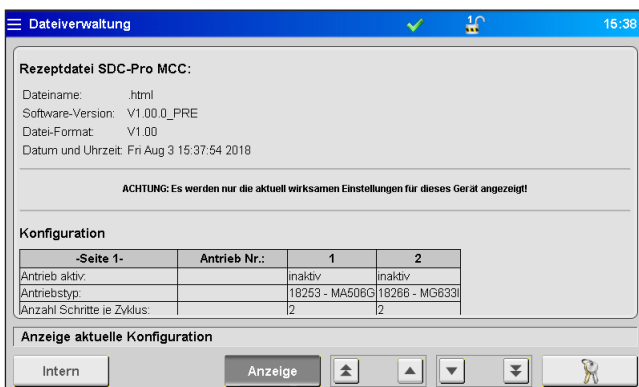 Dateiverwaltung 15:38
Rezeptdatei SDC-Pro MCC:
Dateiname: .html
Software-Version: V1.00.0_PRE
Datei-Format: V1.00
Datum und Uhrzeit: Fri Aug 3 15:37:54 2018
ACHTUNG: Es werden nur die aktuell wirksamen Einstellungen für dieses Gerät angezeigt!
Konfiguration
-Seite 1- Antrieb Nr.: 1 2
Antrieb aktiv: inaktiv inaktiv
Antriebstyp: 18253 - MA506G 18266 - MG633I
Anzahl Schritte je Zyklus: 2 2
Anzeige aktuelle Konfiguration
Intern Anzeige